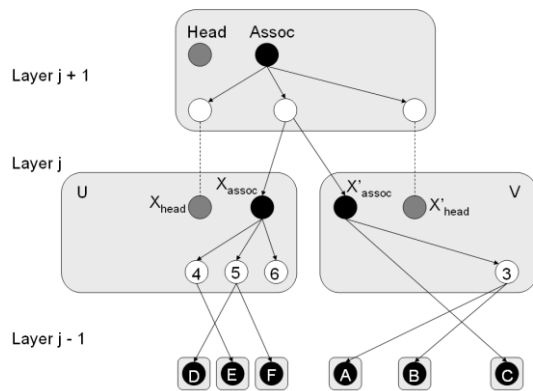 Head Assoc
Layer j + 1
Layer j
U X_assoc X'_assoc V
X_head X'_head
4 5 6 3
Layer j - 1
D E F A B C